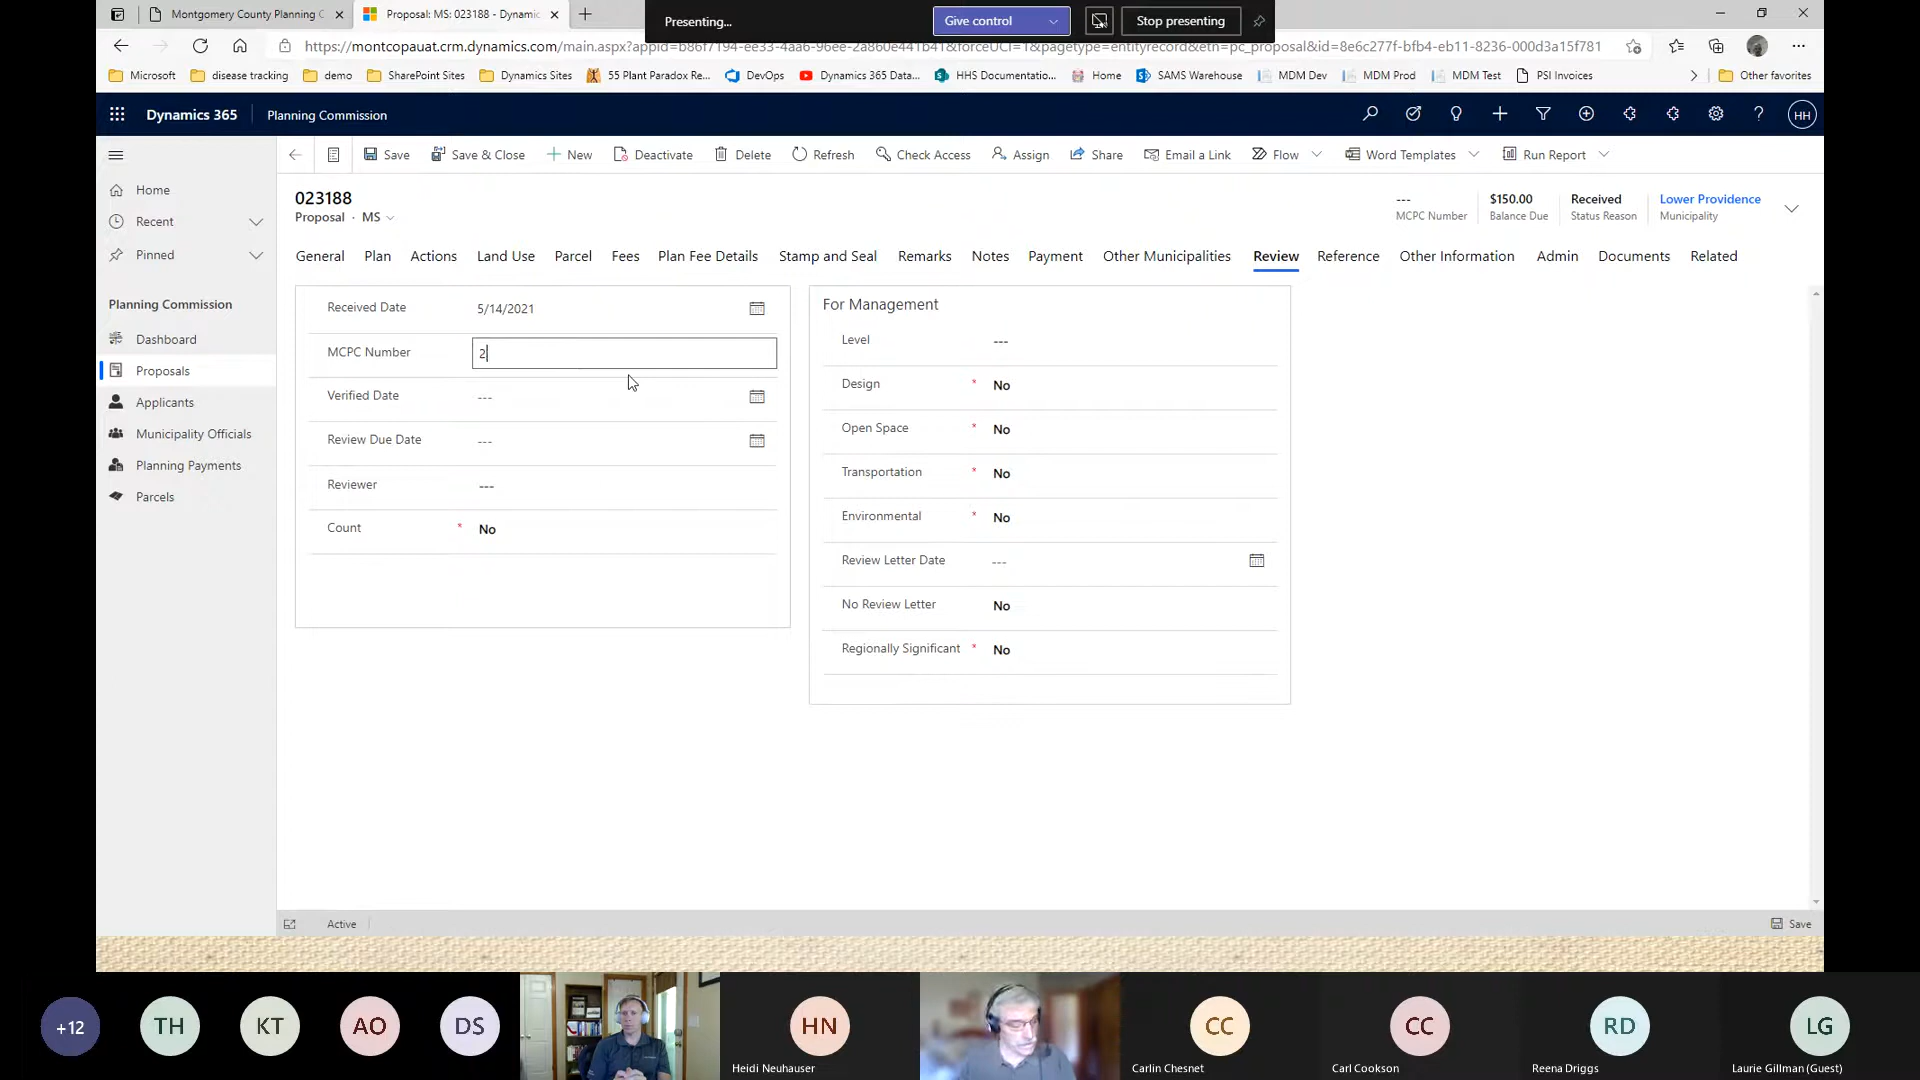 Montgomery County Planning C
Proposal: MS: 023188 - Dynamic
Presenting...
Give control
Stop presenting
https://montcopauat.crm.dynamics.com/main.aspx?appid=b86f7194-ee33-4aa6-96ee-2a860e441b41&forceUCI=1&pagetype=entityrecord&etn=pc_proposal&id=8e6c277f-bfb4-eb11-8236-000d3a15f781
Microsoft
disease tracking
demo
SharePoint Sites
Dynamics Sites
55 Plant Paradox Re...
DevOps
Dynamics 365 Data...
HHS Documentatio...
Home
SAMS Warehouse
MDM Dev
MDM Prod
MDM Test
PSI Invoices
Other favorites
Dynamics 365
Planning Commission
HH
Save
Save & Close
New
Deactivate
Delete
Refresh
Check Access
Assign
Share
Email a Link
Flow
Word Templates
Run Report
Home
Recent
Pinned
Planning Commission
Dashboard
Proposals
Applicants
Municipality Officials
Planning Payments
Parcels
023188
Proposal · MS
---
MCPC Number
$150.00
Balance Due
Received
Status Reason
Lower Providence
Municipality
General
Plan
Actions
Land Use
Parcel
Fees
Plan Fee Details
Stamp and Seal
Remarks
Notes
Payment
Other Municipalities
Review
Reference
Other Information
Admin
Documents
Related
Received Date 5/14/2021
MCPC Number 2
Verified Date ---
Review Due Date ---
Reviewer ---
Count * No
For Management
Level ---
Design * No
Open Space * No
Transportation * No
Environmental * No
Review Letter Date ---
No Review Letter No
Regionally Significant * No
Active
Save
+12
TH
KT
AO
DS
HN
Heidi Neuhauser
CC
Carlin Chesnet
CC
Carl Cookson
RD
Reena Driggs
LG
Laurie Gillman (Guest)